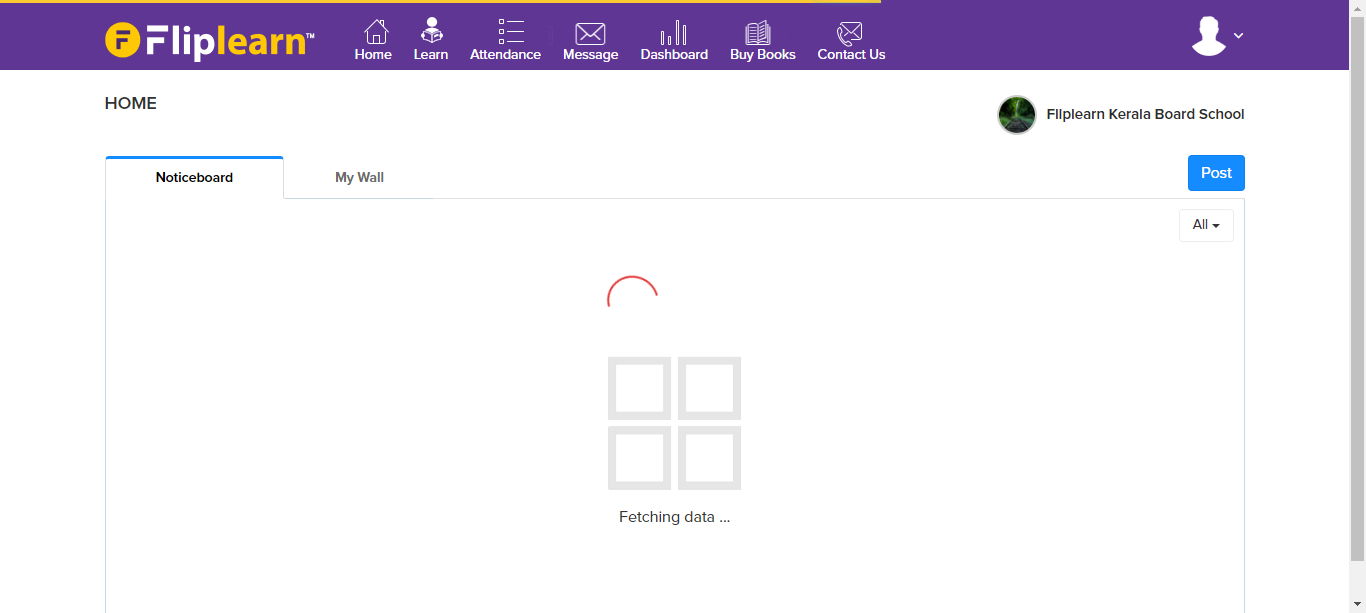 Fliplearn™
Home Learn Attendance Message Dashboard Buy Books Contact Us
HOME
Fliplearn Kerala Board School
Noticeboard My Wall
Post
All
Fetching data ...